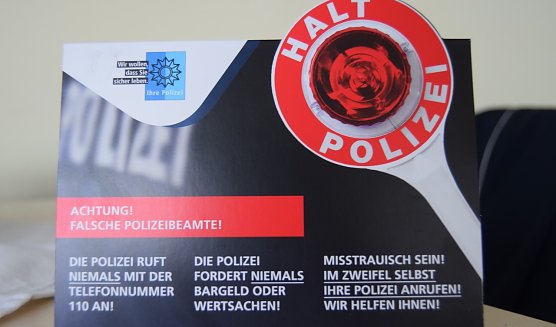 HALT
POLIZEI
Wir wollen,
dass Sie
sicher leben.
Ihre Polizei
POLIZEI
ACHTUNG!
FALSCHE POLIZEIBEAMTE!
DIE POLIZEI RUFT
NIEMALS MIT DER
TELEFONNUMMER
110 AN!
DIE POLIZEI
FORDERT NIEMALS
BARGELD ODER
WERTSACHEN!
MISSTRAUISCH SEIN!
IM ZWEIFEL SELBST
IHRE POLIZEI ANRUFEN!
WIR HELFEN IHNEN!